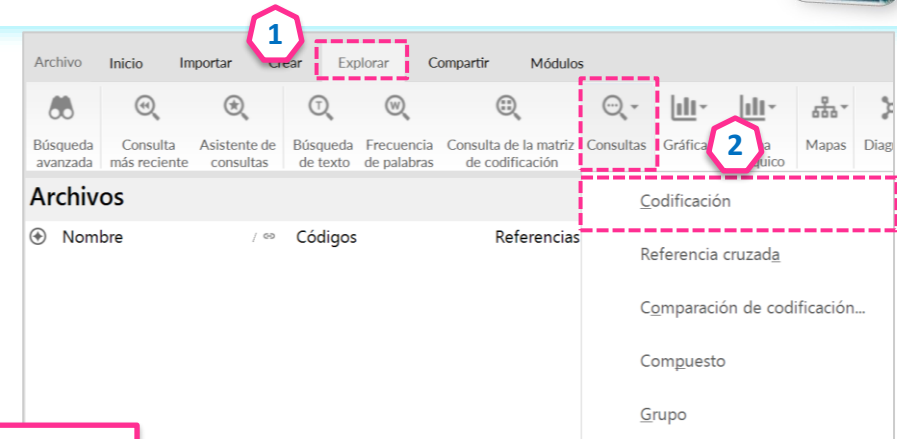 1
Archivo Inicio Importar Crear Explorar Compartir Módulos
Búsqueda avanzada
Consulta más reciente
Asistente de consultas
Búsqueda de texto
Frecuencia de palabras
Consulta de la matriz de codificación
Consultas
Gráfica
2
Mapas
Archivos
Nombre / Códigos Referencias
Codificación
Referencia cruzada
Comparación de codificación...
Compuesto
Grupo